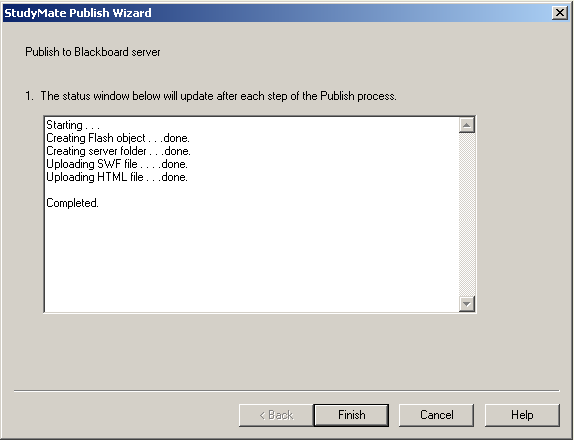 StudyMate Publish Wizard
Publish to Blackboard server
1. The status window below will update after each step of the Publish process.
Starting . . .
Creating Flash object . . .done.
Creating server folder . . .done.
Uploading SWF file . . . .done.
Uploading HTML file . . .done.
Completed.
< Back
Finish
Cancel
Help